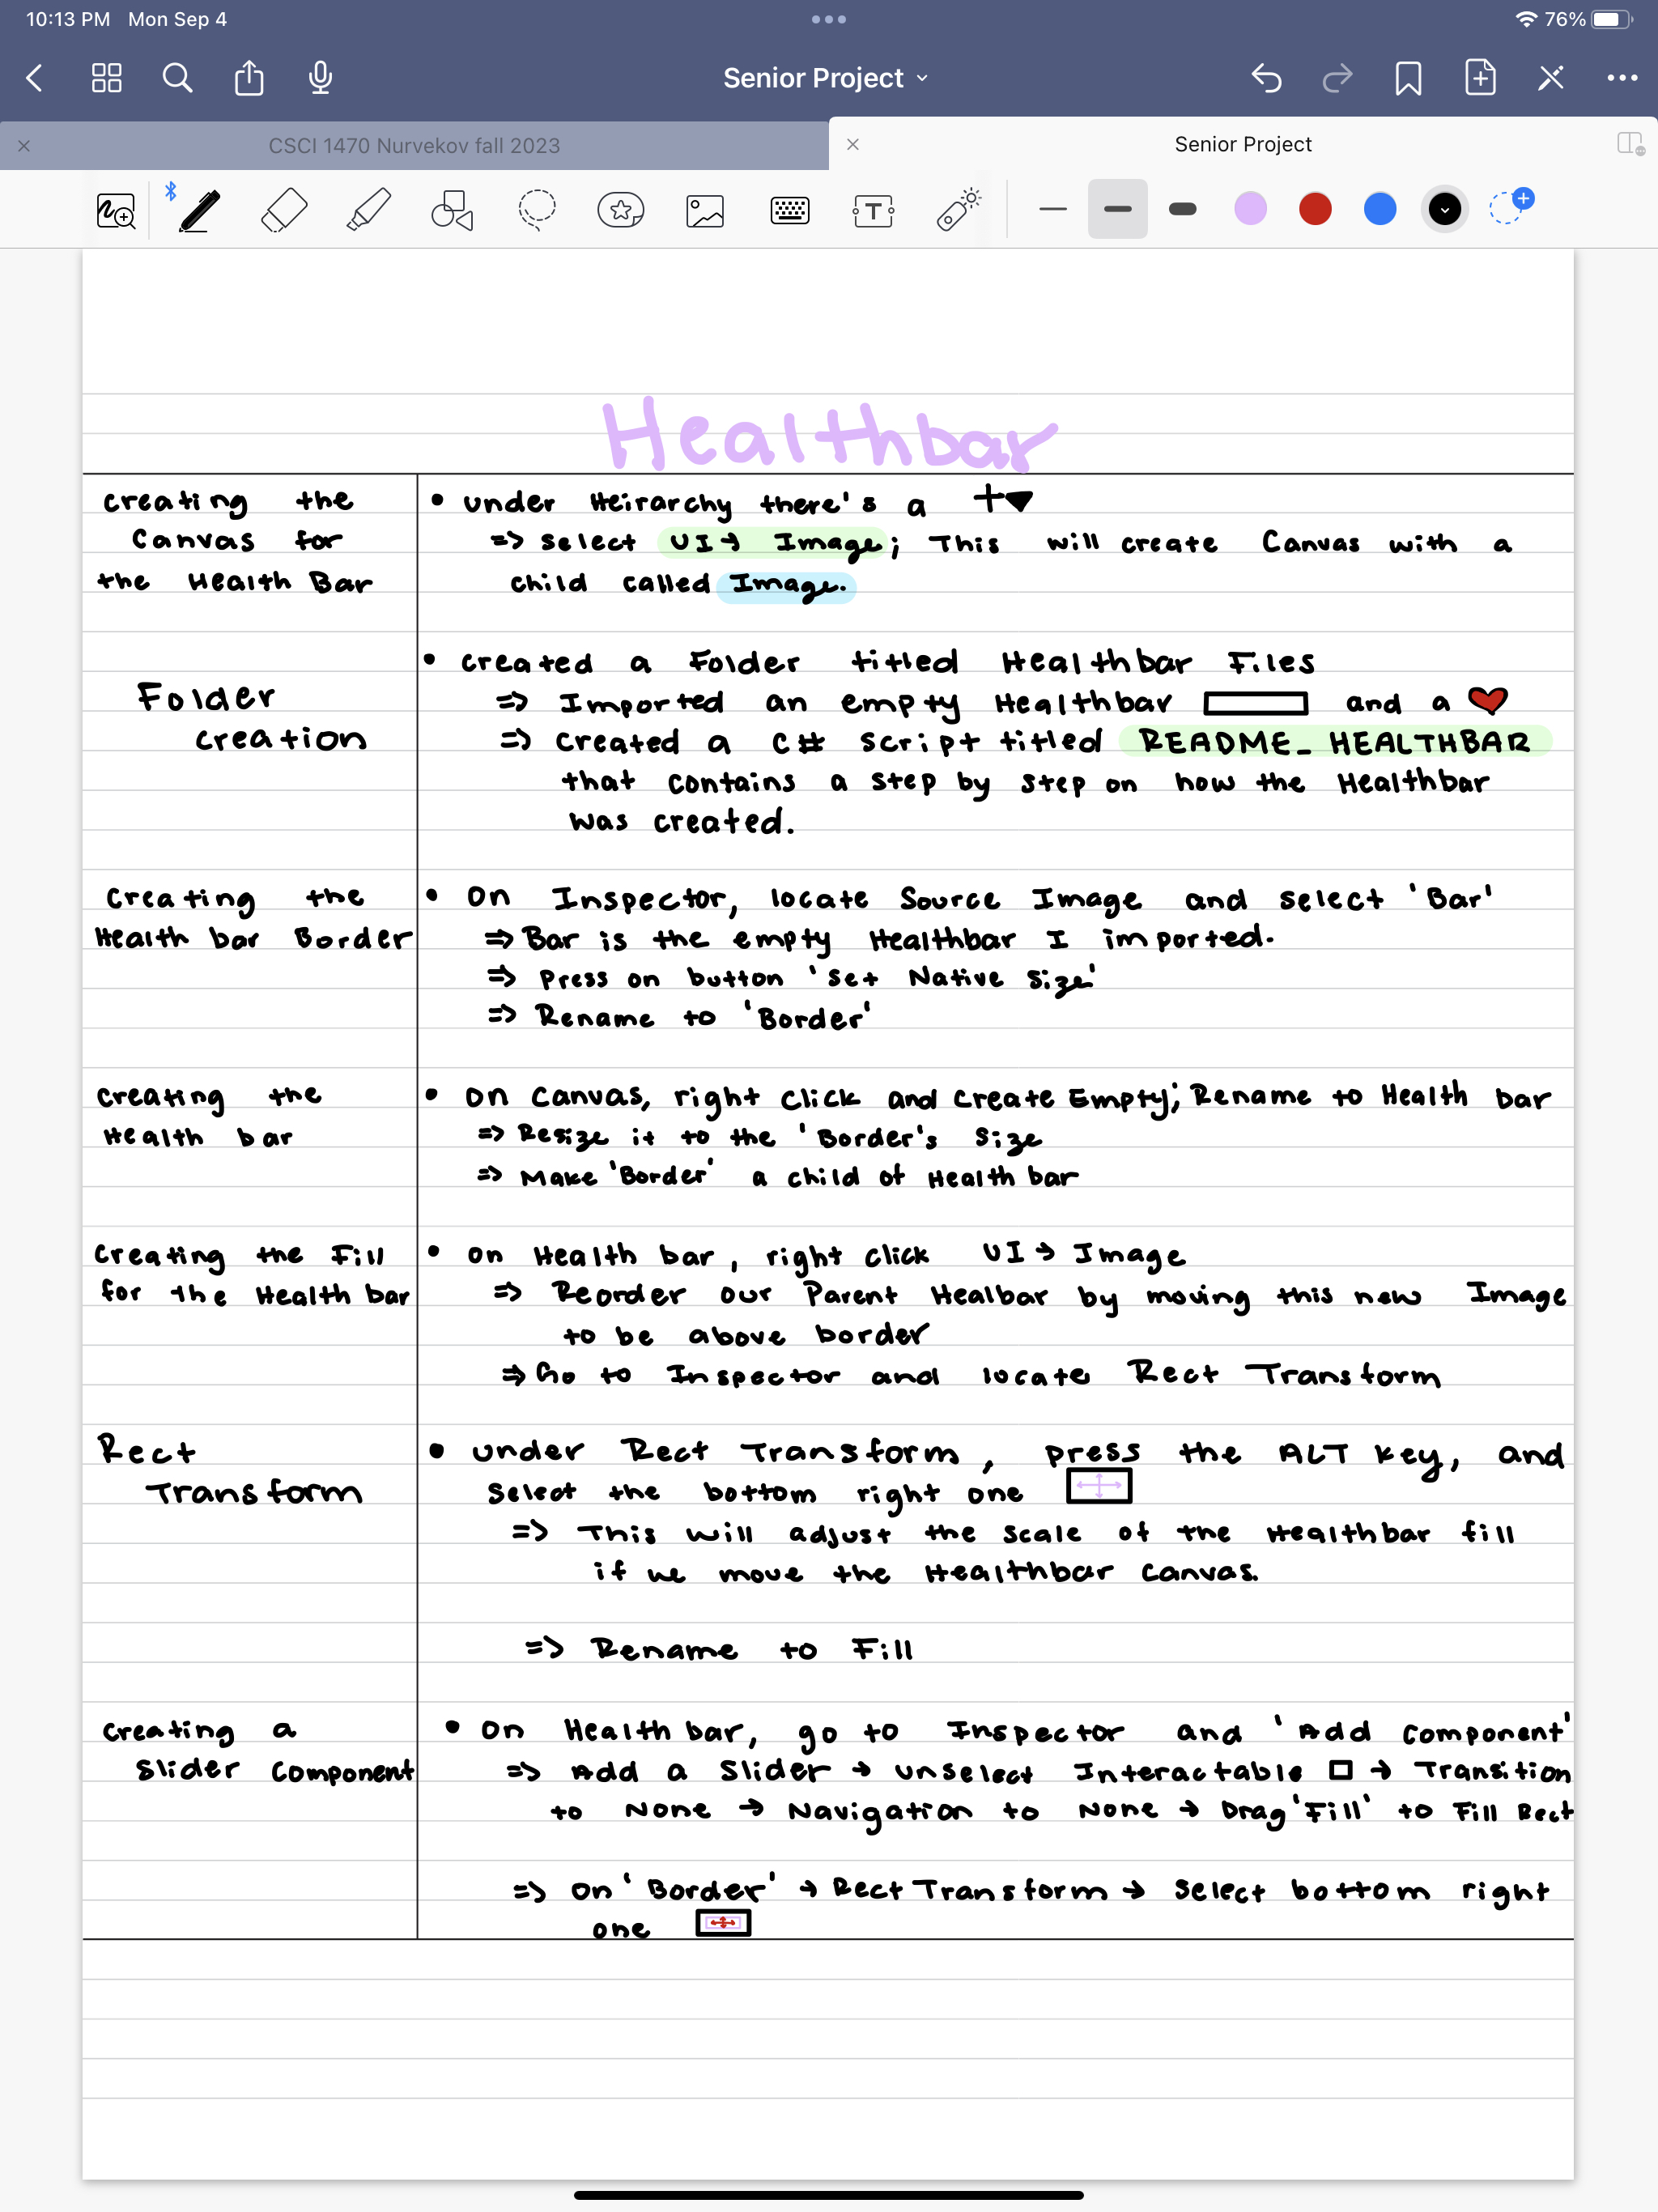 10:13 PM Mon Sep 4
76%
Senior Project
CSCI 1470 Nurvekov fall 2023
Senior Project
Healthbar
creating the
Canvas for
the Health Bar
• under Heirarchy there's a +▼
=> select UI → Image; This will create Canvas with a
child called Image.
Folder
creation
• created a Folder titled Healthbar Files
=> Imported an empty Healthbar and a ❤
=> created a C# script titled README_HEALTHBAR
that contains a step by step on how the Healthbar
was created.
creating the
Health bar Border
• On Inspector, locate Source Image and select 'Bar'
=> Bar is the empty Healthbar I imported.
=> Press on button 'Set Native Size'
=> Rename to 'Border'
creating the
Health bar
• On Canvas, right click and create Empty; Rename to Health bar
=> Resize it to the 'Border's size
=> Make 'Border' a child of Health bar
Creating the Fill
for the Health bar
• on Health bar, right click UI → Image
=> Reorder our Parent Healbar by moving this new Image
to be above border
=> Go to Inspector and locate Rect Transform
Rect
Transform
• under Rect Transform, press the ALT key, and
select the bottom right one
=> This will adjust the scale of the Healthbar fill
if we move the Healthbar Canvas.
=> Rename to Fill
creating a
Slider Component
• On Health bar, go to Inspector and 'Add Component'
=> Add a Slider → unselect Interactable □ → Transition
to None → Navigation to None → Drag 'Fill' to Fill Rect
=> on 'Border' → Rect Transform → Select bottom right
one